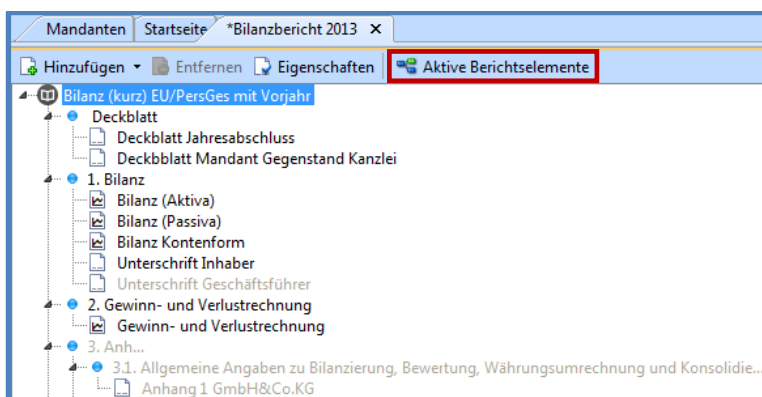 Mandanten Startseite *Bilanzbericht 2013 X
Hinzufügen Entfernen Eigenschaften Aktive Berichtselemente
Bilanz (kurz) EU/PersGes mit Vorjahr
Deckblatt
Deckblatt Jahresabschluss
Deckbblatt Mandant Gegenstand Kanzlei
1. Bilanz
Bilanz (Aktiva)
Bilanz (Passiva)
Bilanz Kontenform
Unterschrift Inhaber
Unterschrift Geschäftsführer
2. Gewinn- und Verlustrechnung
Gewinn- und Verlustrechnung
3. Anh...
3.1. Allgemeine Angaben zu Bilanzierung, Bewertung, Währungsumrechnung und Konsolidie...
Anhang 1 GmbH&Co.KG